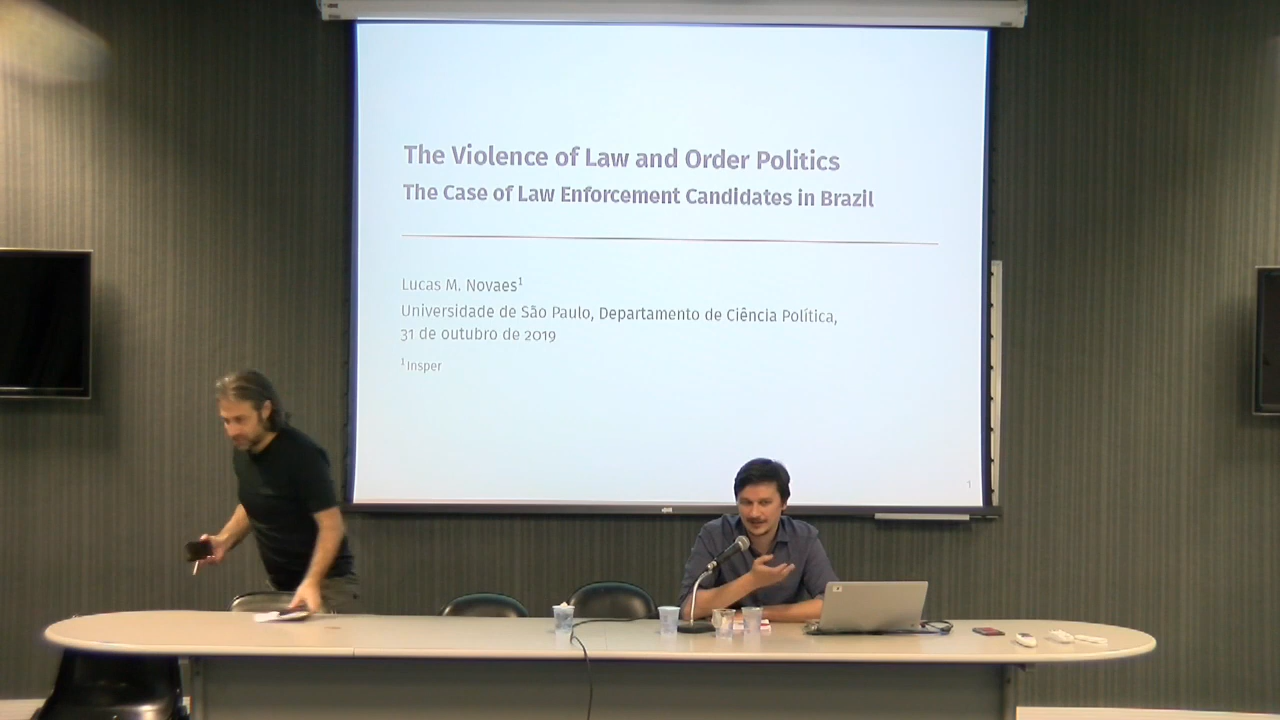 The Violence of Law and Order Politics
The Case of Law Enforcement Candidates in Brazil
Lucas M. Novaes¹
Universidade de São Paulo, Departamento de Ciência Política,
31 de outubro de 2019
¹Insper
1